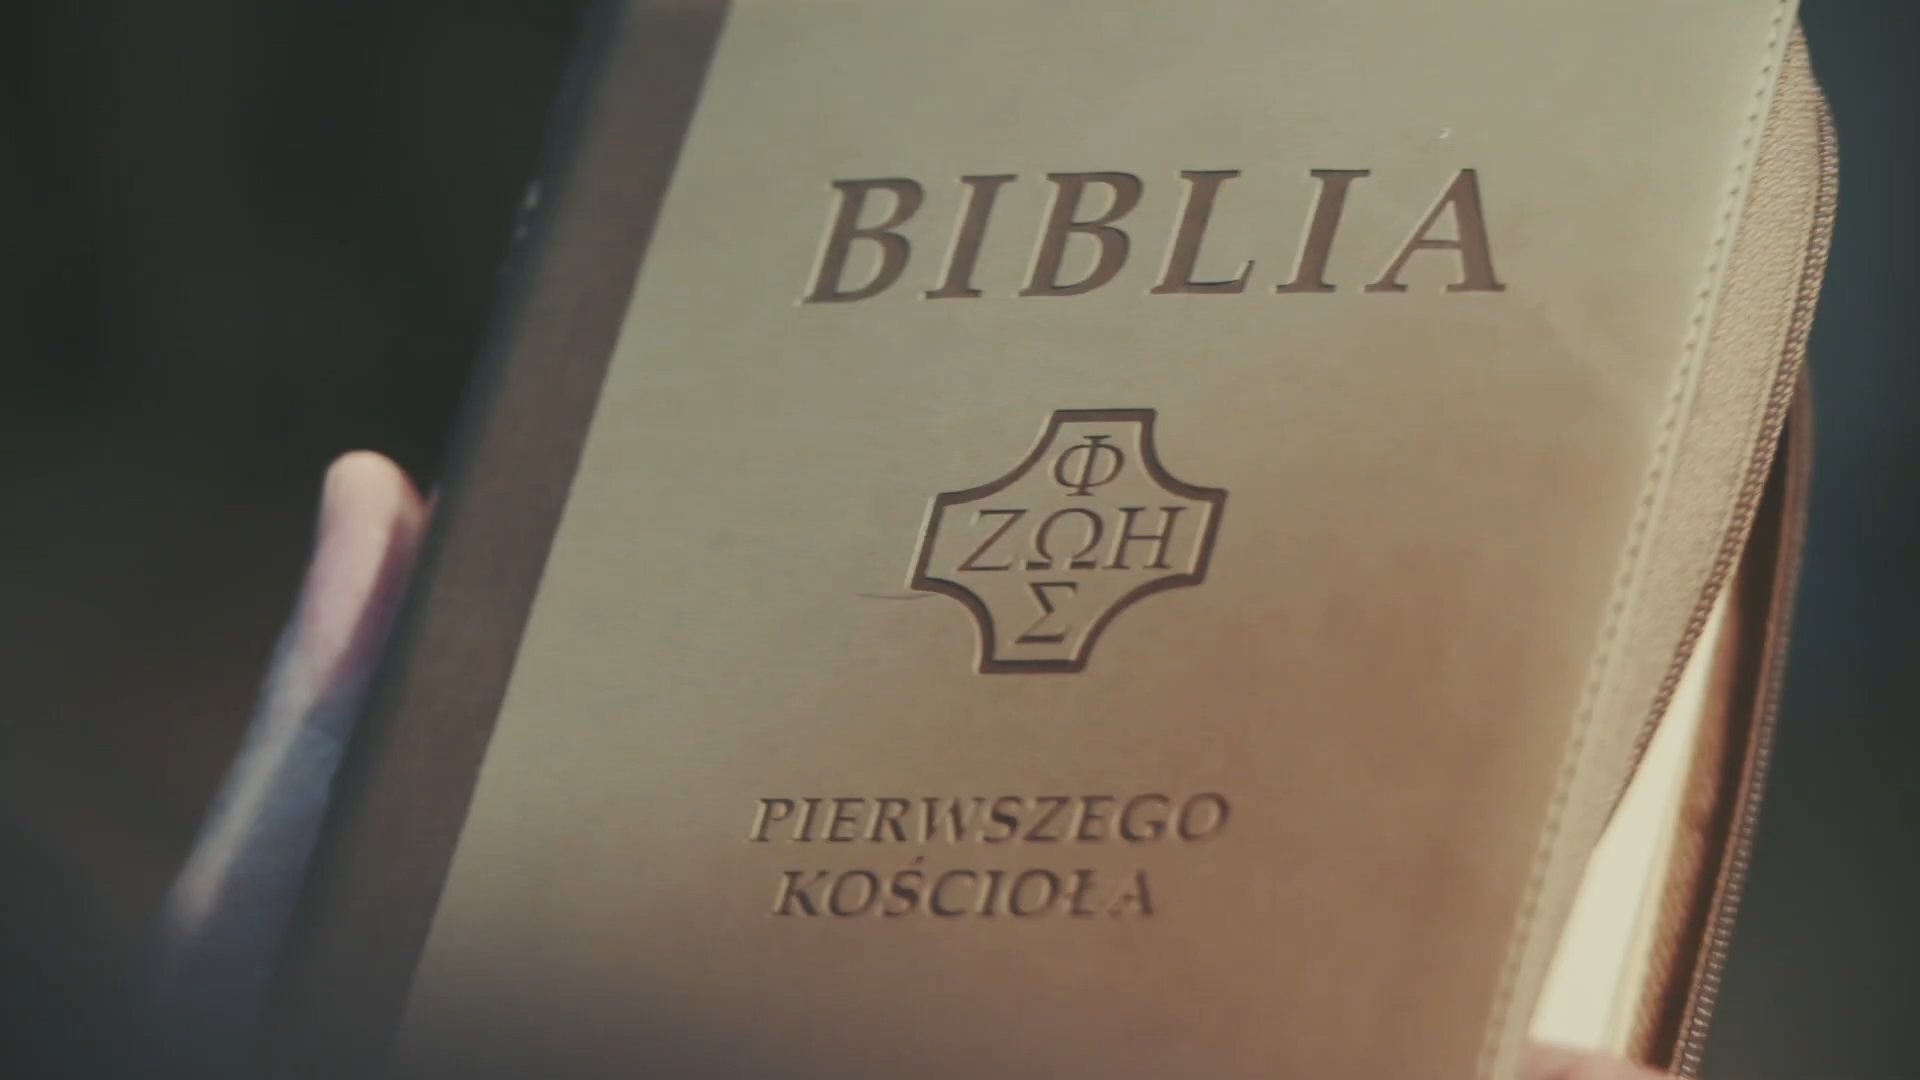 BIBLIA
Φ
ΖΩΗ
Σ
PIERWSZEGO
KOŚCIOŁA